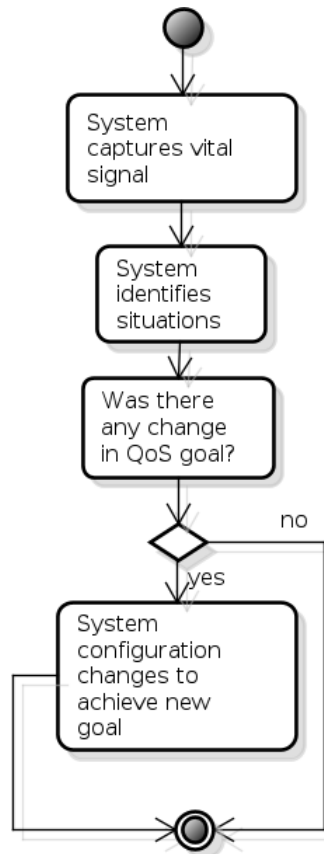 System
captures vital
signal
System
identifies
situations
Was there
any change
in QoS goal?
no
yes
System
configuration
changes to
achieve new
goal